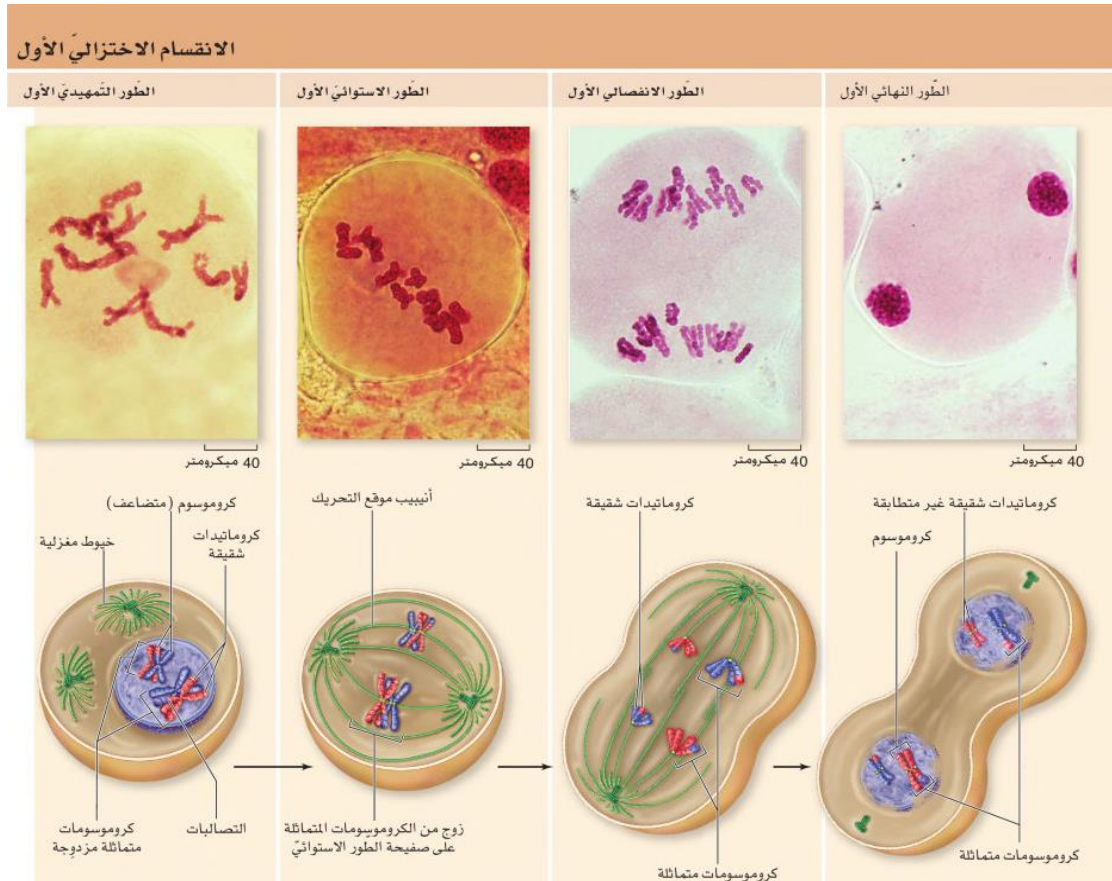 الانقسام الاختزاليّ الأول
الطّور التّمهيديّ الأول
الطّور الاستوائيّ الأول
الطّور الانفصالي الأول
الطّور النهائي الأول
40 ميكرومتر
40 ميكرومتر
40 ميكرومتر
40 ميكرومتر
كروموسوم (متضاعف)
كروماتيدات
شقيقة
خيوط مغزلية
كروموسومات
متماثلة مزدوجة
التصالبات
أنيبيب موقع التحريك
زوج من الكروموسومات المتماثلة
على صفيحة الطّور الاستوائيّ
كروماتيدات شقيقة
كروموسومات متماثلة
كروماتيدات شقيقة غير متطابقة
كروموسوم
كروموسومات متماثلة